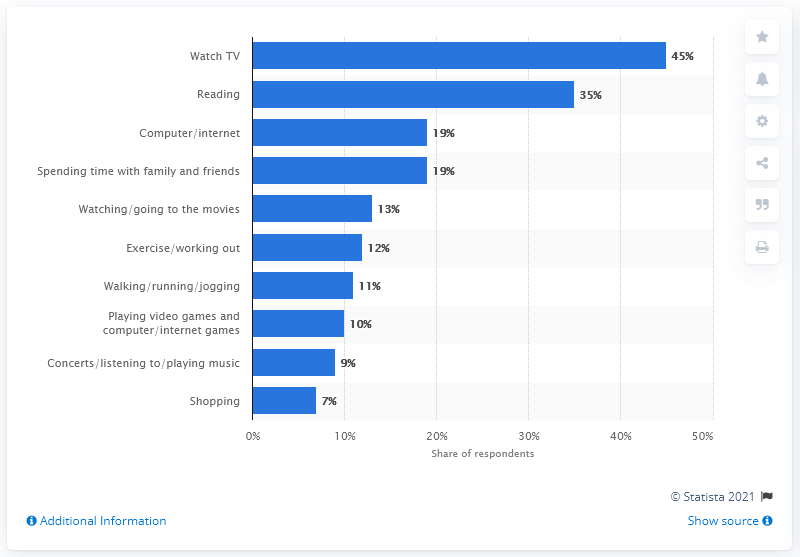 Watch TV 45%
Reading 35%
Computer/internet 19%
Spending time with family and friends 19%
Watching/going to the movies 13%
Exercise/working out 12%
Walking/running/jogging 11%
Playing video games and
computer/internet games 10%
Concerts/listening to/playing music 9%
Shopping 7%
0% 10% 20% 30% 40% 50%
Share of respondents
© Statista 2021
Additional Information Show source